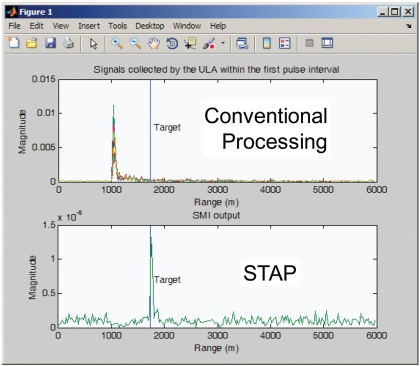 Figure 1
File Edit View Insert Tools Desktop Window Help
Signals collected by the ULA within the first pulse interval
0.015
0.01
0.005
0
Magnitude
Target
Conventional
Processing
0 1000 2000 3000 4000 5000 6000
Range (m)
SMI output
x 10⁻⁶
1.5
1
0.5
0
Magnitude
Target
STAP
0 1000 2000 3000 4000 5000 6000
Range (m)